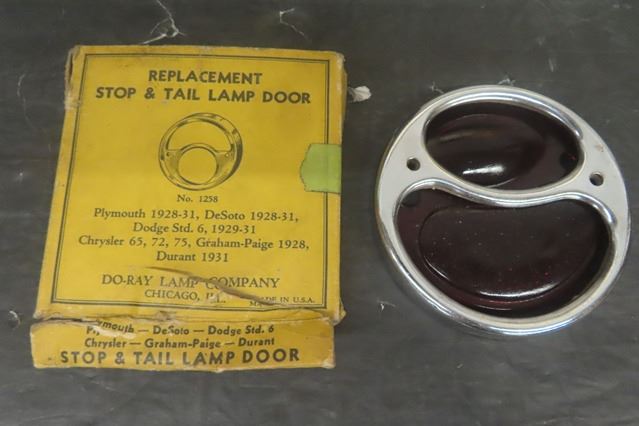 REPLACEMENT
STOP & TAIL LAMP DOOR
No. 1258
Plymouth 1928-31, DeSoto 1928-31,
Dodge Std. 6, 1929-31
Chrysler 65, 72, 75, Graham-Paige 1928,
Durant 1931
DO-RAY LAMP COMPANY
CHICAGO, ILL. MADE IN U.S.A.
Plymouth — DeSoto — Dodge Std. 6
Chrysler — Graham-Paige — Durant
STOP & TAIL LAMP DOOR